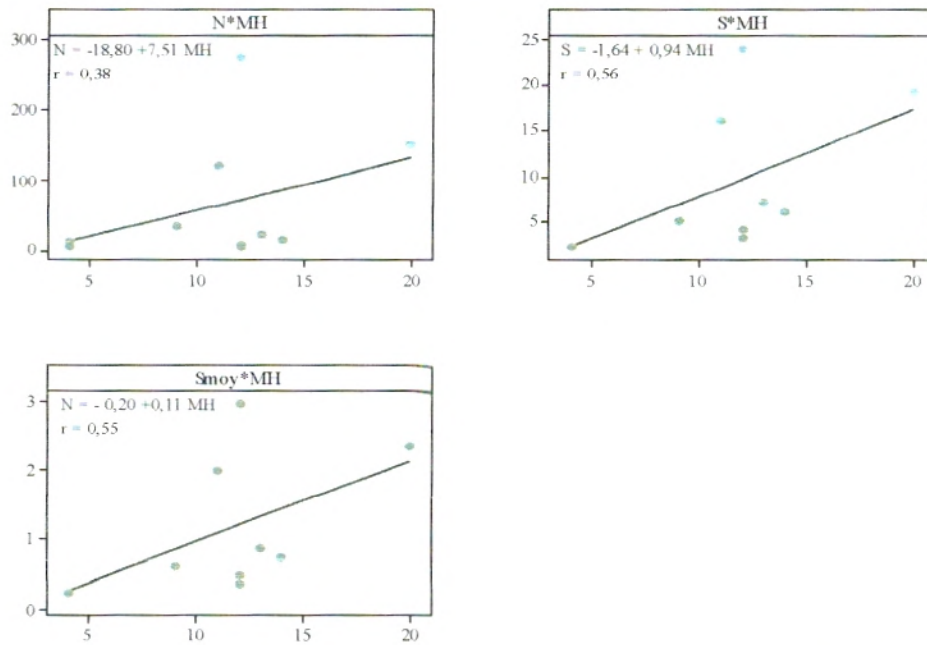 N*MH
N = -18,80 +7,51 MH
r = 0,38
300
200
100
0
5
10
15
20
S*MH
S = -1,64 + 0,94 MH
r = 0,56
25
20
15
10
5
5
10
15
20
Smoy*MH
N = - 0,20 +0,11 MH
r = 0,55
3
2
1
0
5
10
15
20